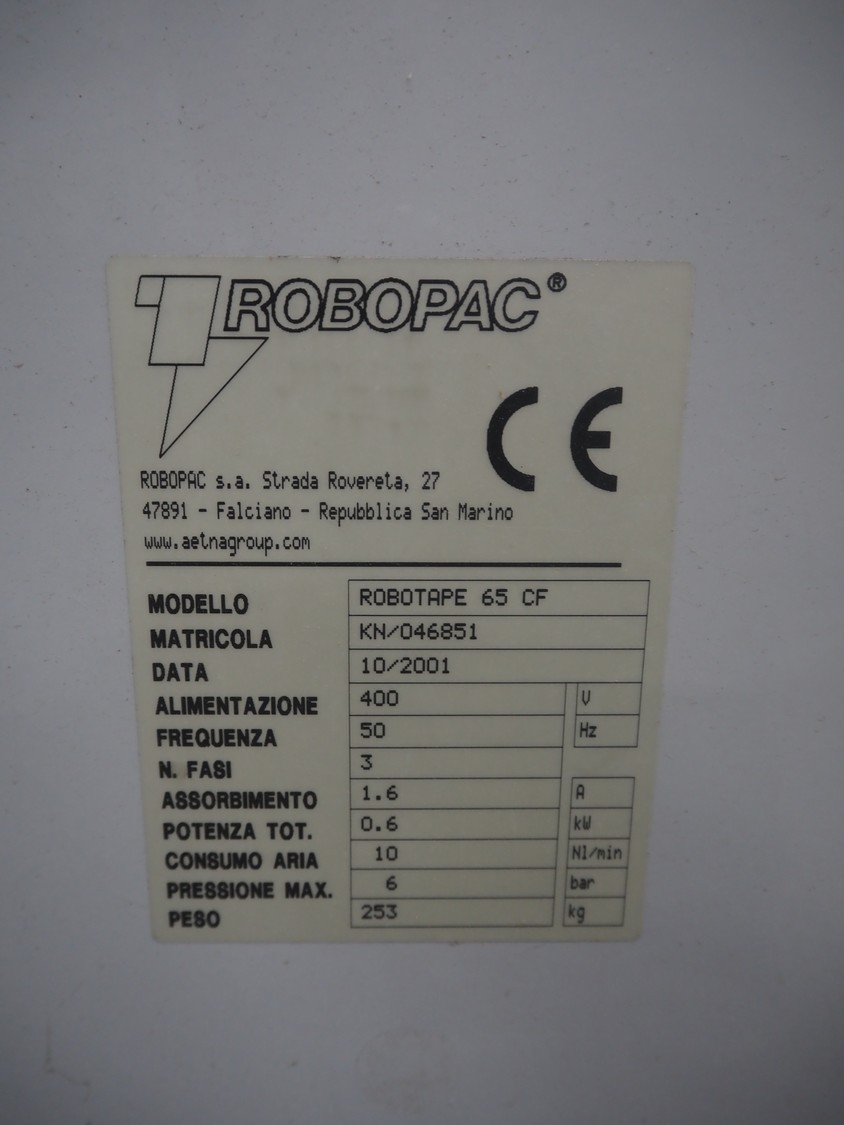 ROBOPAC®
CE
ROBOPAC s.a. Strada Rovereta, 27
47891 - Falciano - Repubblica San Marino
www.aetnagroup.com
MODELLO ROBOTAPE 65 CF
MATRICOLA KN/046851
DATA 10/2001
ALIMENTAZIONE 400 V
FREQUENZA 50 Hz
N. FASI 3
ASSORBIMENTO 1.6 A
POTENZA TOT. 0.6 kW
CONSUMO ARIA 10 Nl/min
PRESSIONE MAX. 6 bar
PESO 253 kg